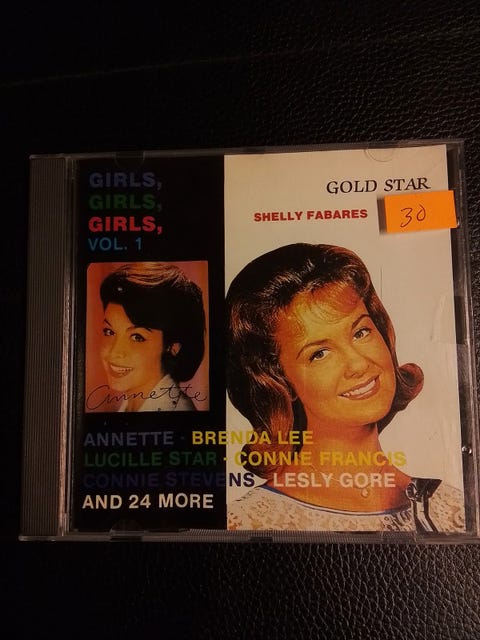 GIRLS,
GIRLS,
GIRLS,
VOL. 1
GOLD STAR
SHELLY FABARES
30
annette
ANNETTE · BRENDA LEE
LUCILLE STAR · CONNIE FRANCIS
CONNIE STEVENS · LESLY GORE
AND 24 MORE